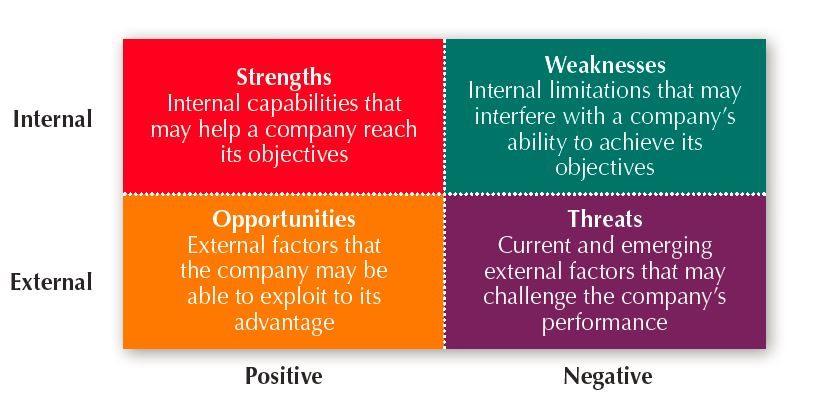 Internal
Strengths
Internal capabilities that
may help a company reach
its objectives
Weaknesses
Internal limitations that may
interfere with a company’s
ability to achieve its
objectives
External
Opportunities
External factors that
the company may be
able to exploit to its
advantage
Threats
Current and emerging
external factors that may
challenge the company’s
performance
Positive
Negative